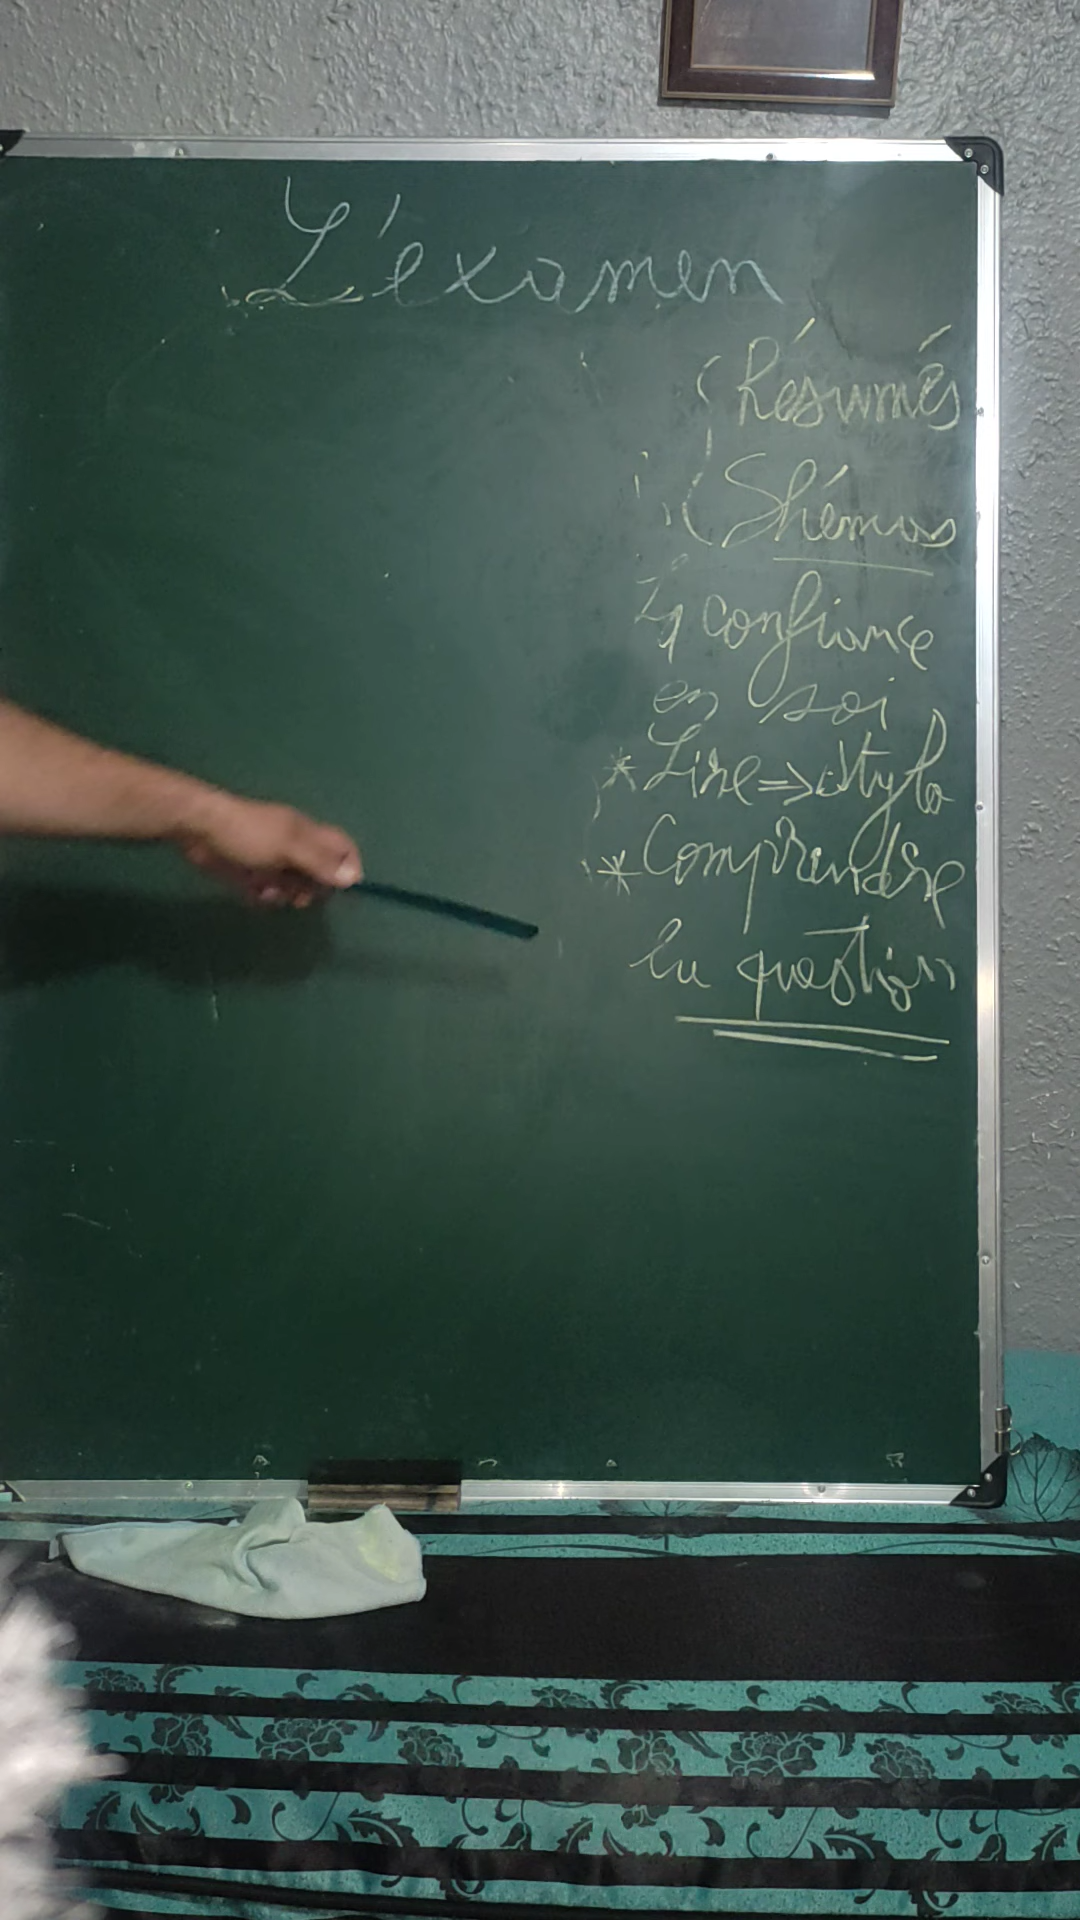 L'examen
Résumés
Shémas
confiance
en soi
* Lire => stylo
* Comprendre
la question